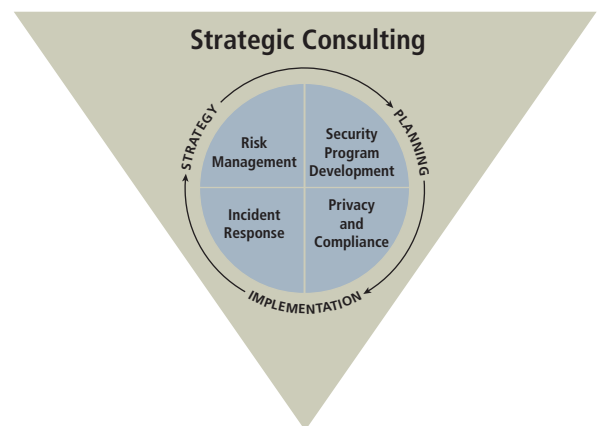 Strategic Consulting
STRATEGY
PLANNING
Risk
Management
Security
Program
Development
Incident
Response
Privacy
and
Compliance
IMPLEMENTATION